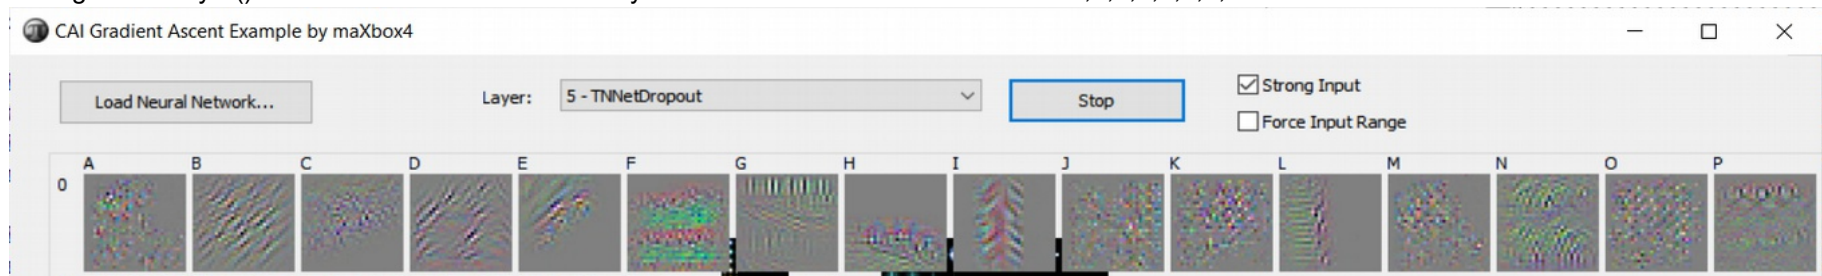 CAI Gradient Ascent Example by maXbox4
Load Neural Network... Layer: 5 - TNNetDropout Stop Strong Input
Force Input Range
A B C D E F G H I J K L M N O P
0